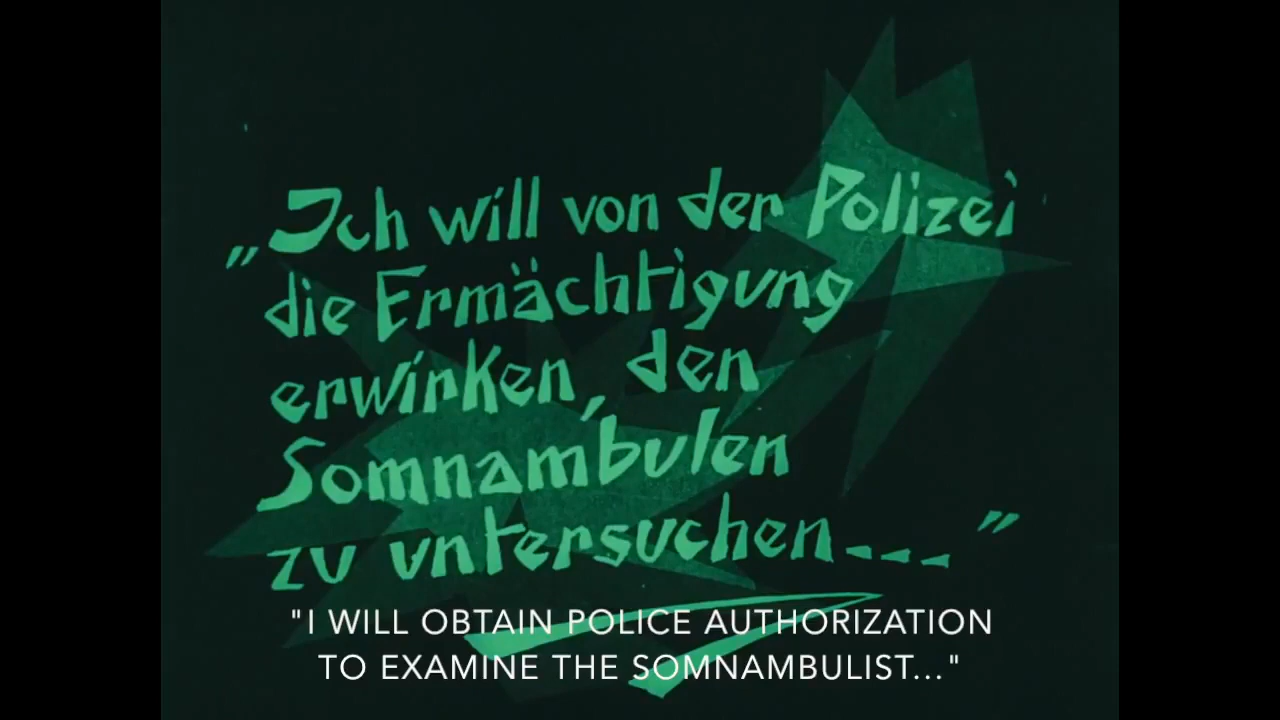 „Ich will von der Polizei
die Ermächtigung
erwirken, den
Somnambulen
zu untersuchen---"
"I WILL OBTAIN POLICE AUTHORIZATION
TO EXAMINE THE SOMNAMBULIST..."